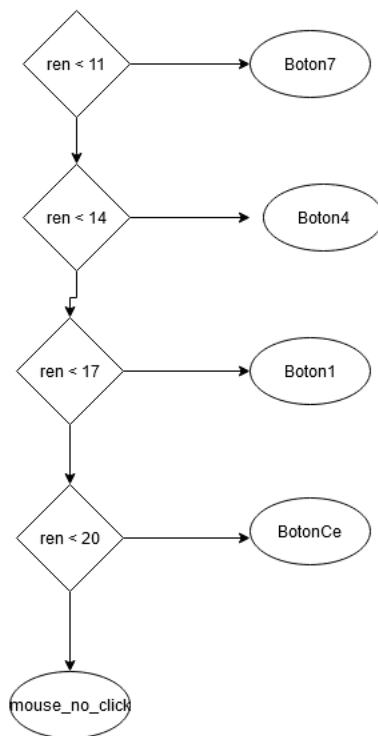 ren < 11
Boton7
ren < 14
Boton4
ren < 17
Boton1
ren < 20
BotonCe
mouse_no_click